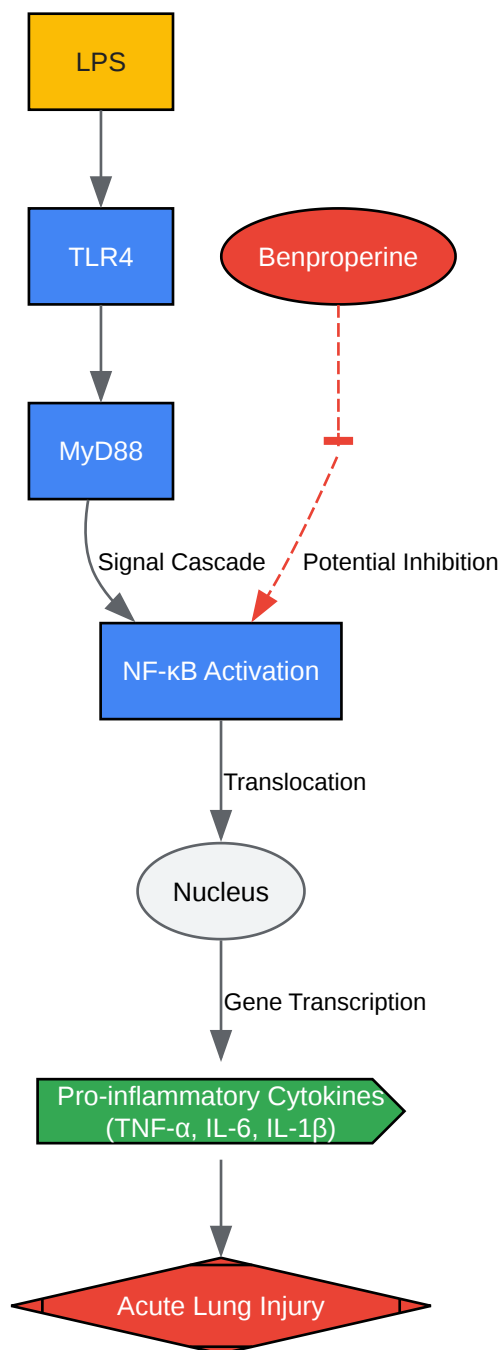 LPS
TLR4
Benproperine
MyD88
Signal Cascade
Potential Inhibition
NF-κB Activation
Translocation
Nucleus
Gene Transcription
Pro-inflammatory Cytokines
(TNF-α, IL-6, IL-1β)
Acute Lung Injury